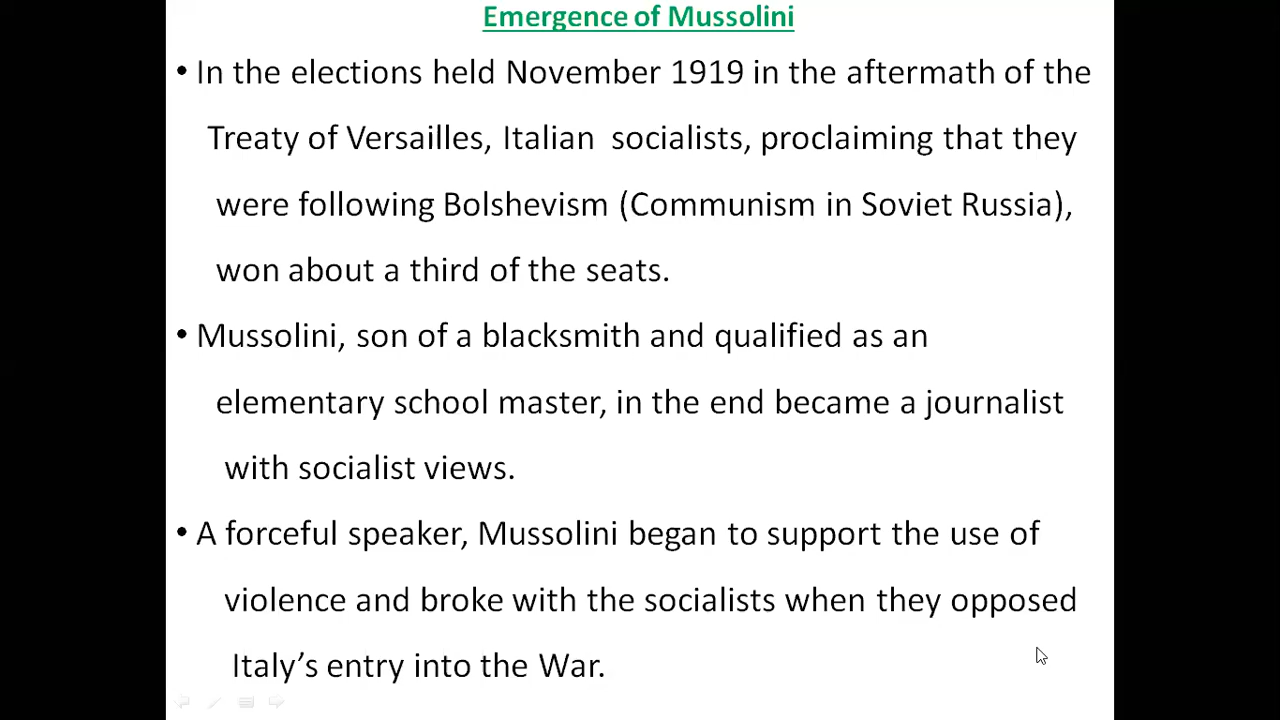 Emergence of Mussolini
• In the elections held November 1919 in the aftermath of the
Treaty of Versailles, Italian socialists, proclaiming that they
were following Bolshevism (Communism in Soviet Russia),
won about a third of the seats.
• Mussolini, son of a blacksmith and qualified as an
elementary school master, in the end became a journalist
with socialist views.
• A forceful speaker, Mussolini began to support the use of
violence and broke with the socialists when they opposed
Italy’s entry into the War.